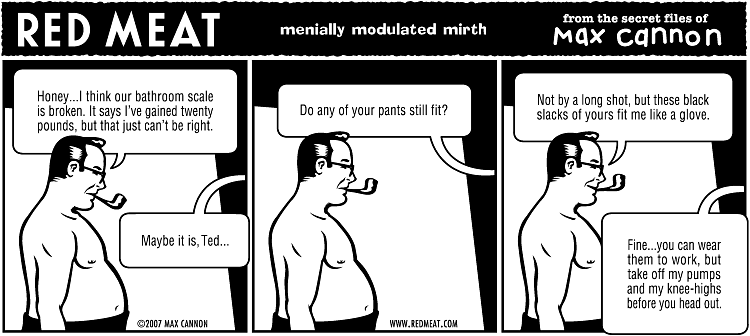 RED MEAT
menially modulated mirth
from the secret files of
Max cannon
Honey...I think our bathroom scale
is broken. It says I've gained twenty
pounds, but that just can't be right.
Maybe it is, Ted...
©2007 MAX CANNON
Do any of your pants still fit?
WWW.REDMEAT.COM
Not by a long shot, but these black
slacks of yours fit me like a glove.
Fine...you can wear
them to work, but
take off my pumps
and my knee-highs
before you head out.